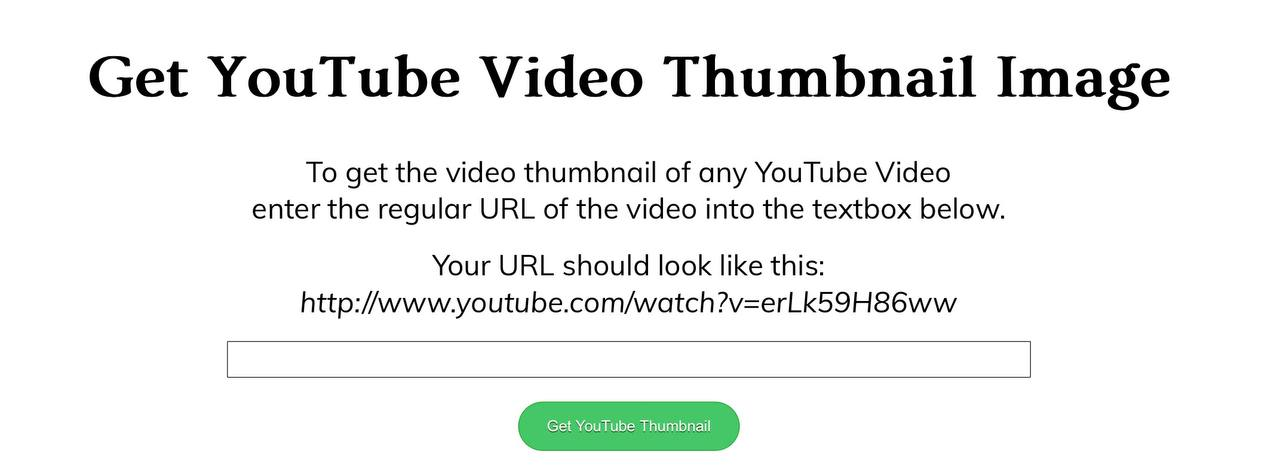 Get YouTube Video Thumbnail Image
To get the video thumbnail of any YouTube Video
enter the regular URL of the video into the textbox below.
Your URL should look like this:
http://www.youtube.com/watch?v=erLk59H86ww
Get YouTube Thumbnail